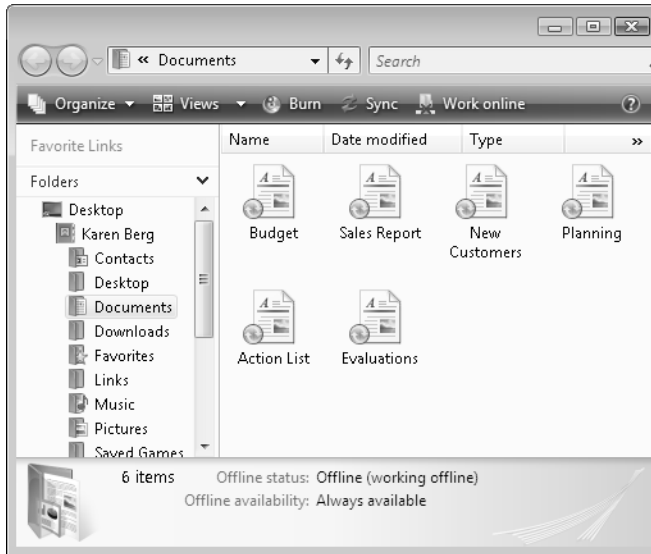 « Documents
Search
Organize Views Burn Sync Work online ?
Favorite Links
Name Date modified Type »
Folders
Desktop
Karen Berg
Contacts
Desktop
Documents
Downloads
Favorites
Links
Music
Pictures
Saved Games
Budget
Sales Report
New
Customers
Planning
Action List
Evaluations
6 items
Offline status: Offline (working offline)
Offline availability: Always available